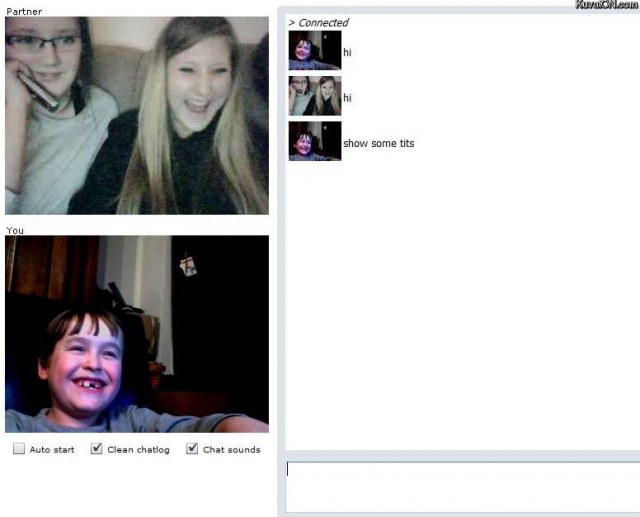 KuvatON.com
Partner
> Connected
hi
hi
show some tits
You
Auto start
Clean chatlog
Chat sounds